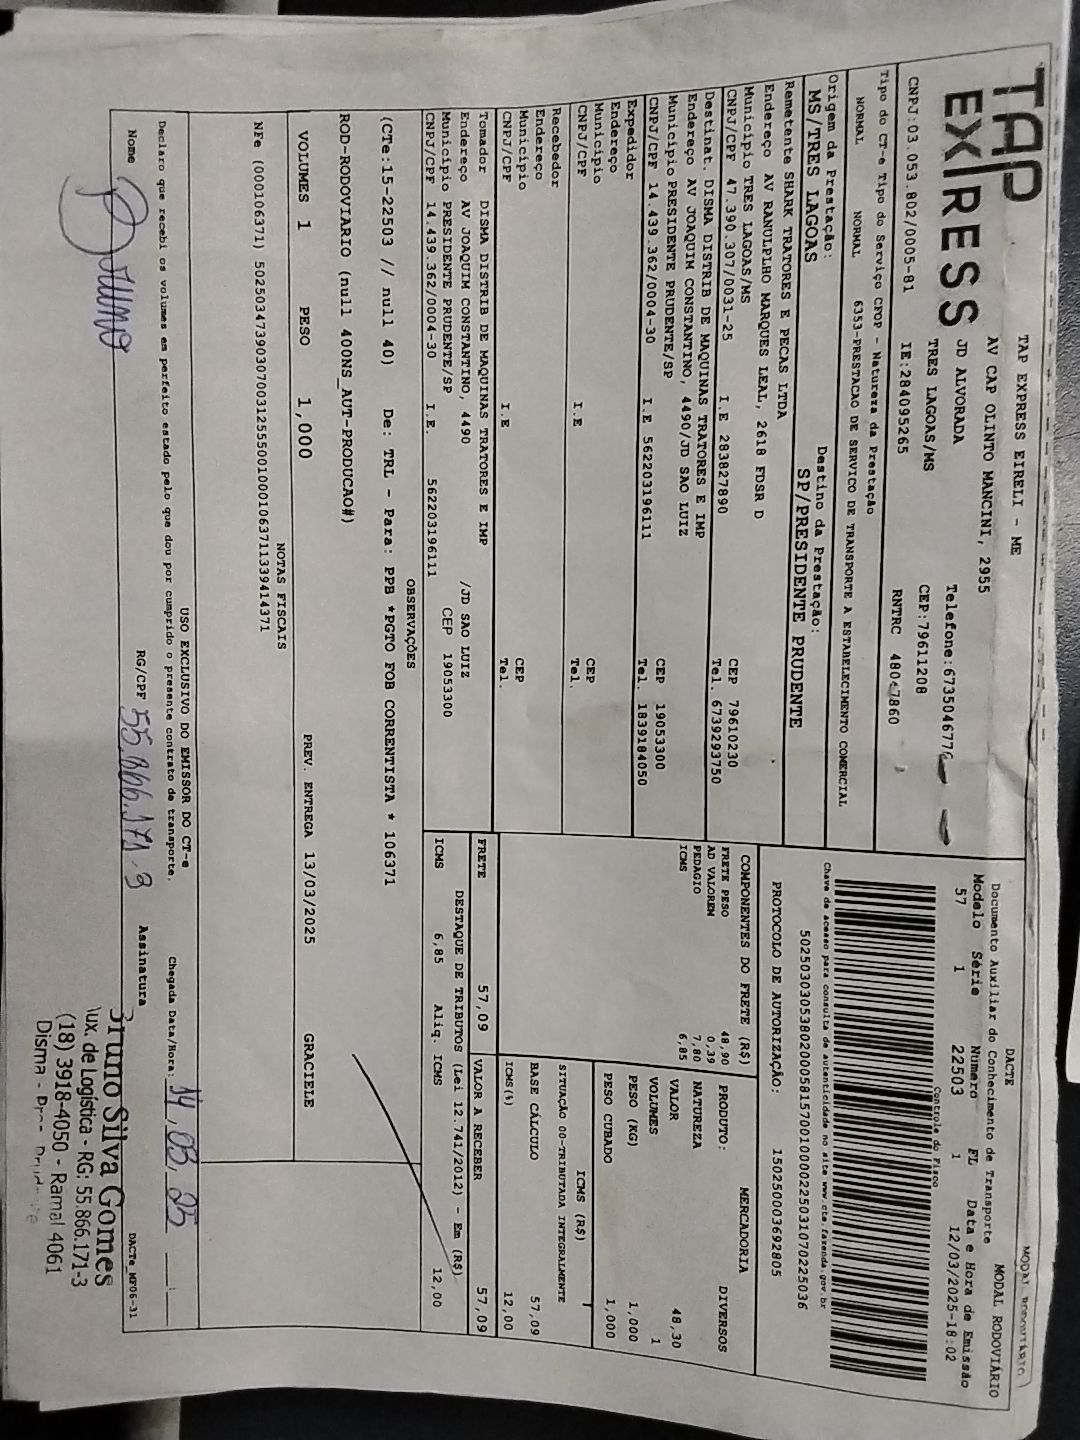 TAP EXPRESS
TAP EXPRESS EIRELI - ME
AV CAP OLINTO MANCINI, 2955
JD ALVORADA
Telefone:673504677
TRES LAGOAS/MS
CEP:79611208
CNPJ:03.053.802/0005-81 IE:284095265 RNTRC
MODAL RODOVIÁRIO
DACTE
Documento Auxiliar do Conhecimento de Transporte
MODAL RODOVIÁRIO
Modelo Série Numero FL Data e Hora de Emissão
57 1 22503 1 12/03/2025-18:02
Controle do Fisco
Chave de acesso para consulta de autenticidade no site www.cte.fazenda.gov.br
50250303053802000581570010000225031070225036
PROTOCOLO DE AUTORIZAÇÃO: 150250003692805
Tipo do CT-e Tipo do Serviço CFOP - Natureza da Prestação
NORMAL NORMAL 6353-PRESTACAO DE SERVICO DE TRANSPORTE A ESTABELECIMENTO COMERCIAL
Origem da Prestação: Destino da Prestação:
MS/TRES LAGOAS SP/PRESIDENTE PRUDENTE
Remetente SHARK TRATORES E PECAS LTDA
Endereço AV RANULPLHO MARQUES LEAL, 2618 FDSR D
Município TRES LAGOAS/MS CEP 79610230
CNPJ/CPF 47.390.307/0031-25 I.E 283827890 Tel. 6739293750
Destinat. DISMA DISTRIB DE MAQUINAS TRATORES E IMP
Endereço AV JOAQUIM CONSTANTINO, 4490/JD SAO LUIZ
Município PRESIDENTE PRUDENTE/SP CEP 19053300
CNPJ/CPF 14.439.362/0004-30 I.E 562203196111 Tel. 1839184050
Expedidor
Endereço
Município CEP
CNPJ/CPF I.E Tel.
Recebedor
Endereço
Município CEP
CNPJ/CPF I.E Tel.
Tomador DISMA DISTRIB DE MAQUINAS TRATORES E IMP
Endereço AV JOAQUIM CONSTANTINO, 4490 /JD SAO LUIZ
Município PRESIDENTE PRUDENTE/SP CEP 19053300
CNPJ/CPF 14.439.362/0004-30 I.E. 562203196111
COMPONENTES DO FRETE (R$)
FRETE PESO 48,90
AD VALOREM 0,39
PEDAGIO 7,80
ICMS 6,85
MERCADORIA
PRODUTO: DIVERSOS
NATUREZA
VALOR 48,30
VOLUMES 1
PESO (KG) 1,000
PESO CUBADO 1,000
ICMS (R$)
SITUAÇÃO 00-TRIBUTADA INTEGRALMENTE
BASE CÁLCULO 57,09
ICMS(%) 12,00
FRETE 57,09 VALOR A RECEBER 57,09
DESTAQUE DE TRIBUTOS (Lei 12.741/2012) - Em (R$)
ICMS 6,85 Aliq. ICMS 12,00
OBSERVAÇÕES
(CTe:15-22503 // null 40) De: TRL - Para: PPB *PGTO FOB CORRENTISTA * 106371
ROD-RODOVIARIO (null 400NS_AUT-PRODUCAO#)
VOLUMES 1 PESO 1,000 PREV. ENTREGA 13/03/2025 GRACIELE
NOTAS FISCAIS
NFe (000106371) 50250347390307003125550010001063711339414371
USO EXCLUSIVO DO EMISSOR DO CT-e
Declaro que recebi os volumes em perfeito estado pelo que dou por cumprido o presente contrato de transporte.
Chegada Data/Hora: 14,03,25 :
Nome Bruno RG/CPF 55.866.171-3 Assinatura
DACTe_MF06-31
Bruno Silva Gomes
Aux. de Logística - RG: 55.866.171-3
(18) 3918-4050 - Ramal 4061
Disma - Pres. Prudente